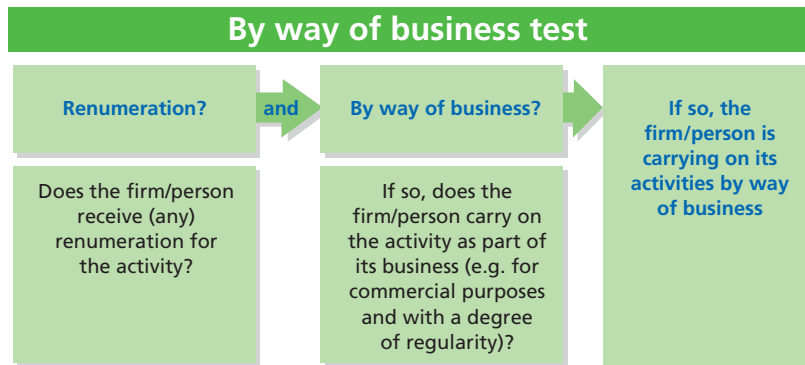 By way of business test
Renumeration?
and
By way of business?
If so, the
firm/person is
carrying on its
activities by way
of business
Does the firm/person
receive (any)
renumeration for
the activity?
If so, does the
firm/person carry on
the activity as part of
its business (e.g. for
commercial purposes
and with a degree
of regularity)?